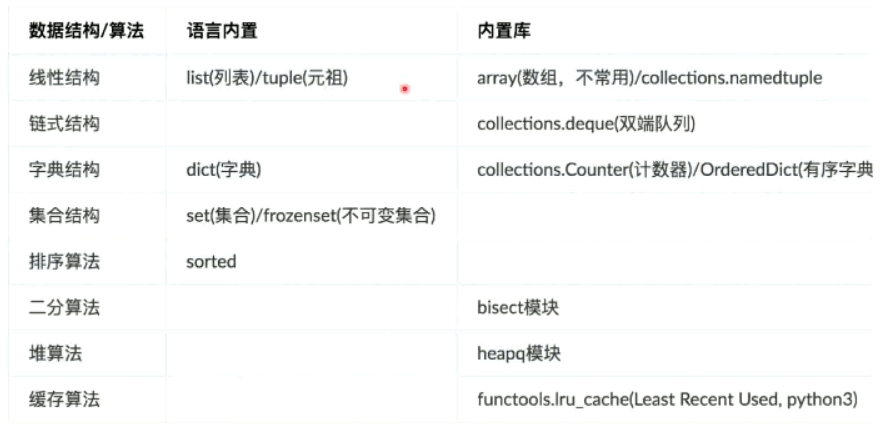 数据结构/算法 语言内置 内置库
线性结构 list(列表)/tuple(元祖) array(数组，不常用)/collections.namedtuple
链式结构 collections.deque(双端队列)
字典结构 dict(字典) collections.Counter(计数器)/OrderedDict(有序字典
集合结构 set(集合)/frozenset(不可变集合)
排序算法 sorted
二分算法 bisect模块
堆算法 heapq模块
缓存算法 functools.lru_cache(Least Recent Used, python3)